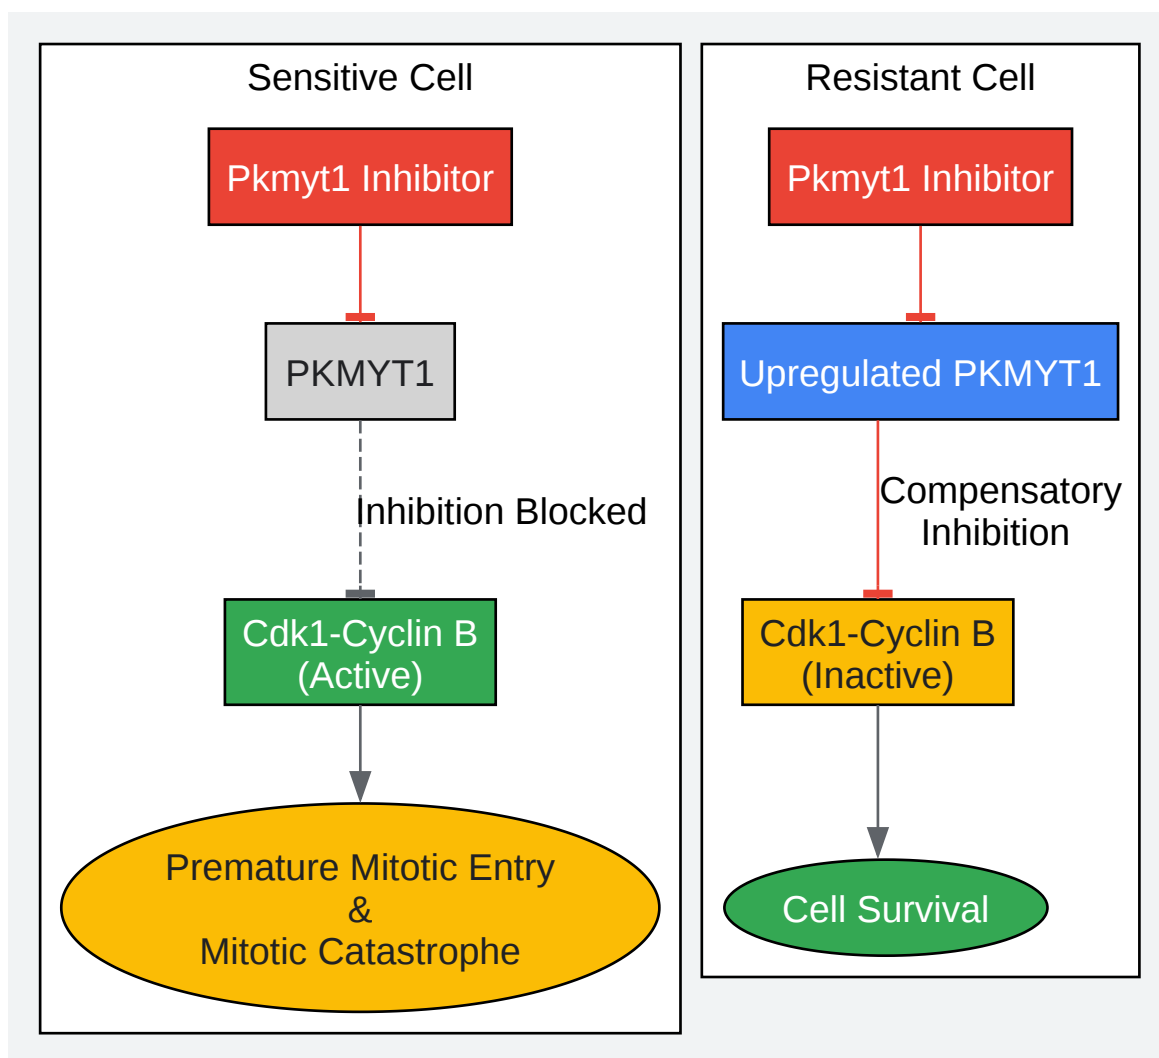 Sensitive Cell
Pkmyt1 Inhibitor
PKMYT1
Inhibition Blocked
Cdk1-Cyclin B
(Active)
Premature Mitotic Entry
&
Mitotic Catastrophe
Resistant Cell
Pkmyt1 Inhibitor
Upregulated PKMYT1
Compensatory
Inhibition
Cdk1-Cyclin B
(Inactive)
Cell Survival